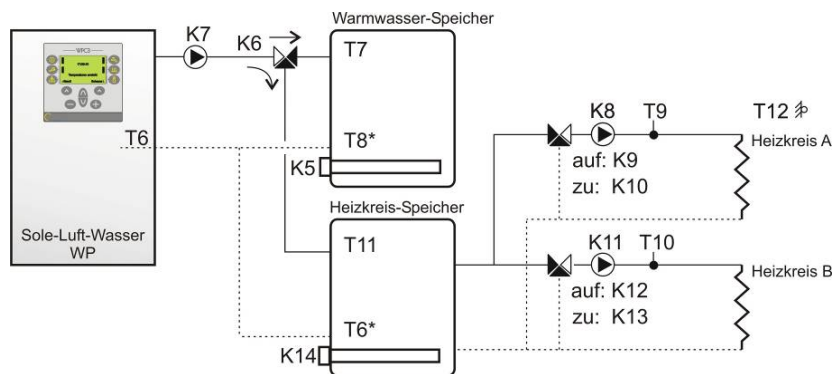 Warmwasser-Speicher
K7
K6
T7
WPC3
T6
T8*
K5
K8
T9
T12
Heizkreis A
auf: K9
zu: K10
Heizkreis-Speicher
Sole-Luft-Wasser
WP
T11
K11
T10
Heizkreis B
auf: K12
zu: K13
T6*
K14